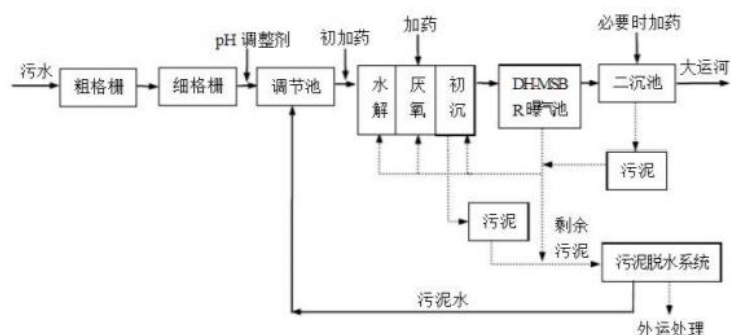 必要时加药
pH 调整剂
初加药
加药
污水
粗格栅
细格栅
调节池
水解
厌氧
初沉
DH-MSB
R曝气池
二沉池
大运河
污泥
污泥
剩余
污泥
污泥脱水系统
污泥水
外运处理